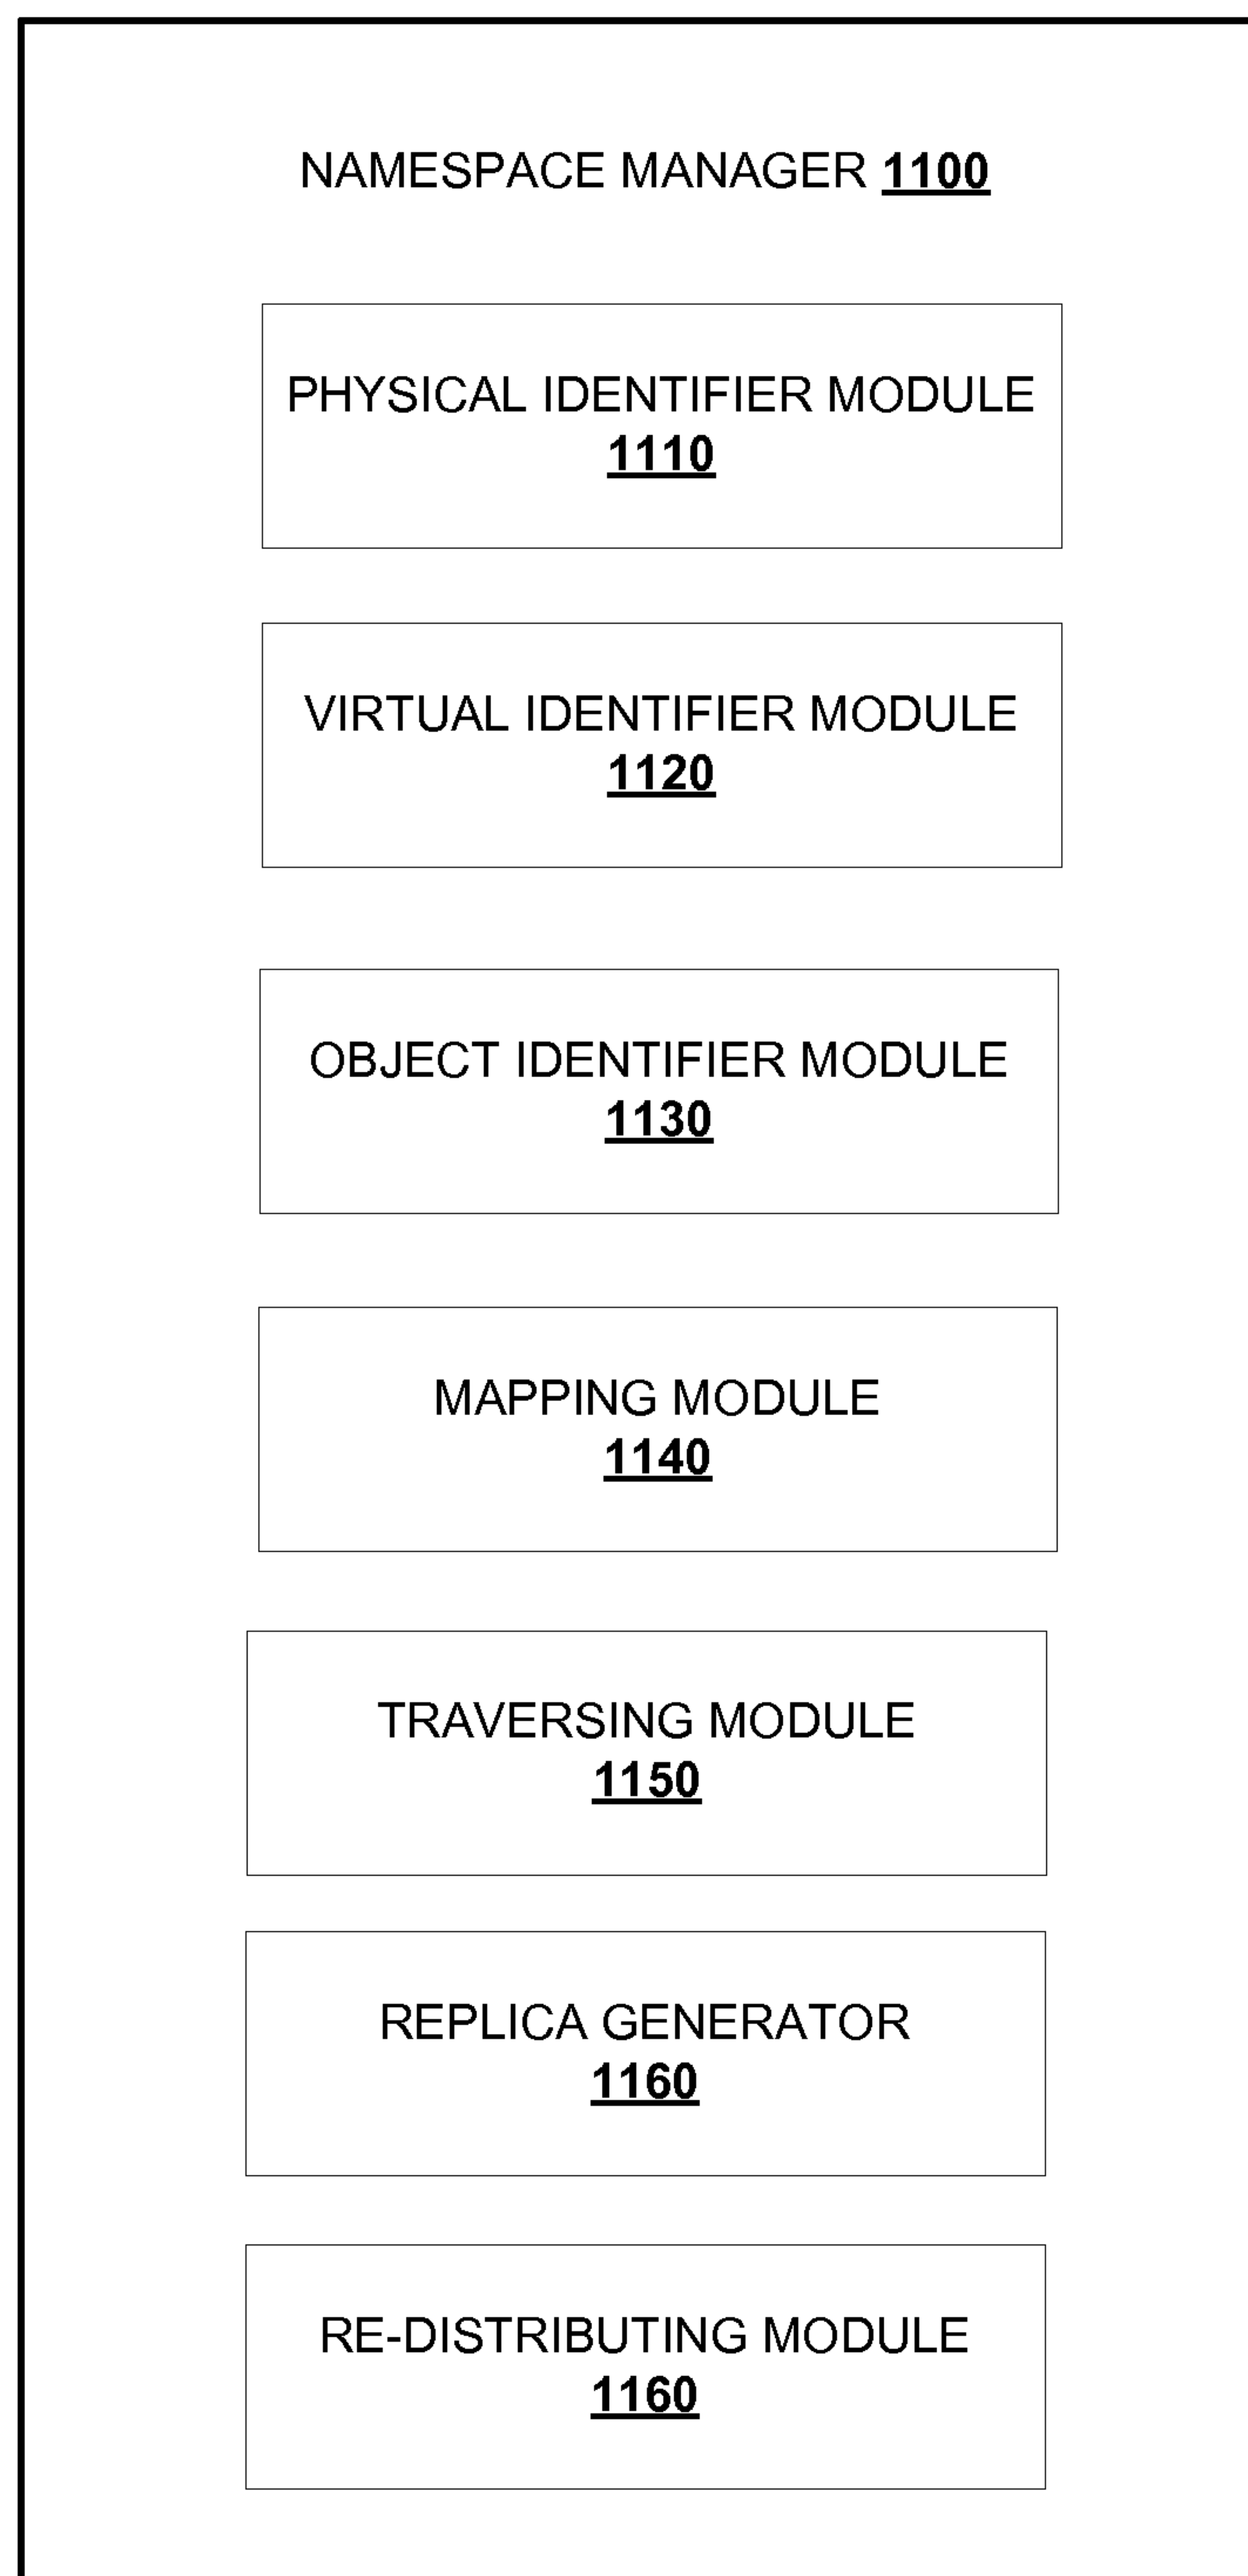 NAMESPACE MANAGER 1100
PHYSICAL IDENTIFIER MODULE
1110
VIRTUAL IDENTIFIER MODULE
1120
OBJECT IDENTIFIER MODULE
1130
MAPPING MODULE
1140
TRAVERSING MODULE
1150
REPLICA GENERATOR
1160
RE-DISTRIBUTING MODULE
1160